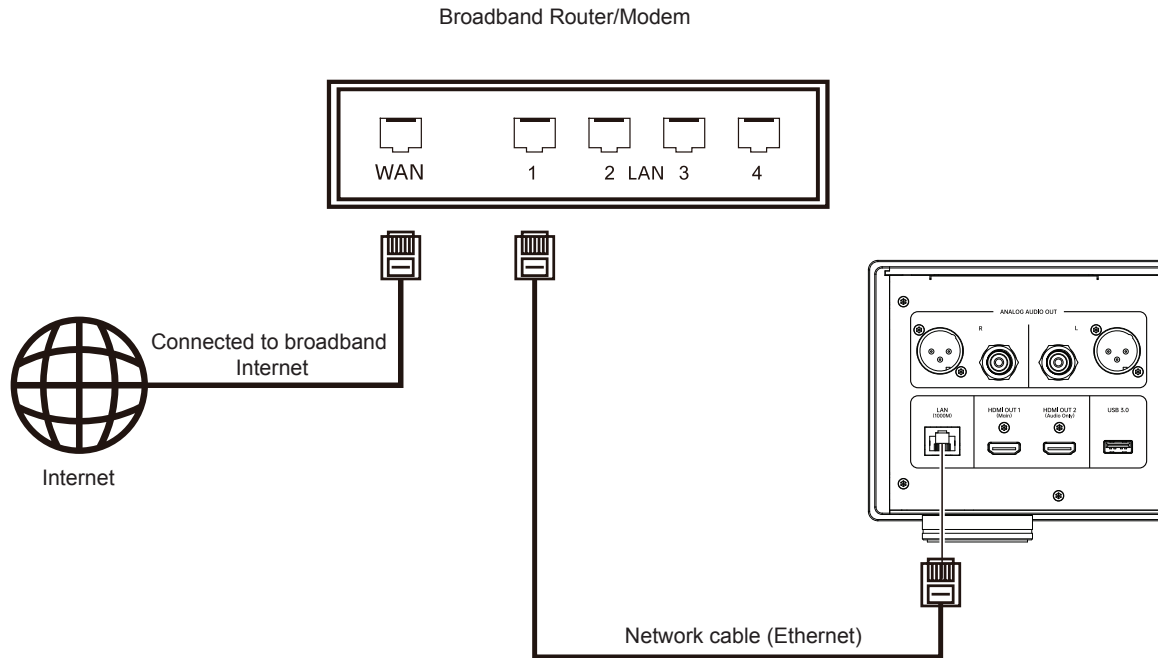 Broadband Router/Modem
WAN 1 2 LAN 3 4
Connected to broadband
Internet
Internet
ANALOG AUDIO OUT
R L
LAN
(1000M)
HDMI OUT 1
(Main)
HDMI OUT 2
(Audio Only)
USB 3.0
Network cable (Ethernet)